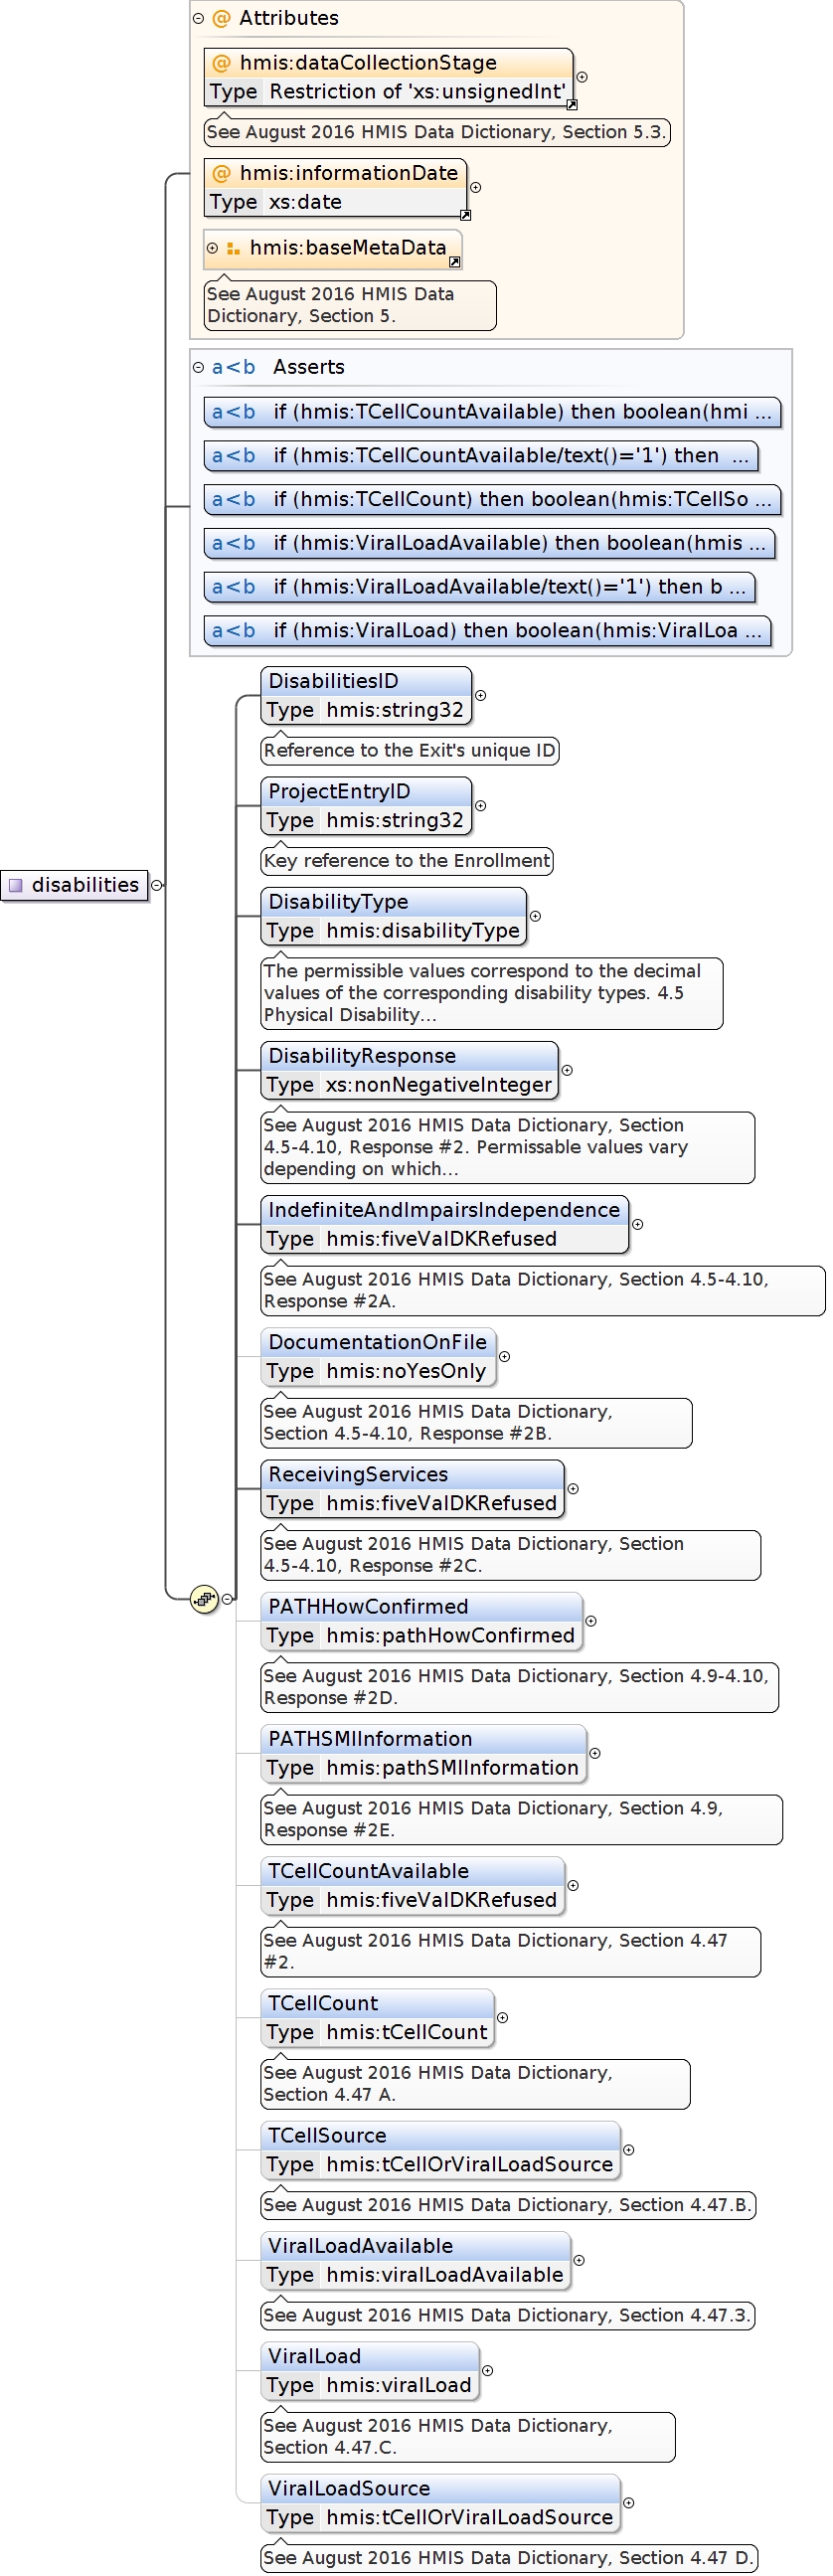 @ Attributes
@ hmis:dataCollectionStage
Type Restriction of 'xs:unsignedInt'
See August 2016 HMIS Data Dictionary, Section 5.3.
@ hmis:informationDate
Type xs:date
hmis:baseMetaData
See August 2016 HMIS Data
Dictionary, Section 5.
a<b Asserts
a<b if (hmis:TCellCountAvailable) then boolean(hmi ...
a<b if (hmis:TCellCountAvailable/text()='1') then ...
a<b if (hmis:TCellCount) then boolean(hmis:TCellSo ...
a<b if (hmis:ViralLoadAvailable) then boolean(hmis ...
a<b if (hmis:ViralLoadAvailable/text()='1') then b ...
a<b if (hmis:ViralLoad) then boolean(hmis:ViralLoa ...
disabilities
DisabilitiesID
Type hmis:string32
Reference to the Exit's unique ID
ProjectEntryID
Type hmis:string32
Key reference to the Enrollment
DisabilityType
Type hmis:disabilityType
The permissible values correspond to the decimal
values of the corresponding disability types. 4.5
Physical Disability...
DisabilityResponse
Type xs:nonNegativeInteger
See August 2016 HMIS Data Dictionary, Section
4.5-4.10, Response #2. Permissable values vary
depending on which...
IndefiniteAndImpairsIndependence
Type hmis:fiveValDKRefused
See August 2016 HMIS Data Dictionary, Section 4.5-4.10,
Response #2A.
DocumentationOnFile
Type hmis:noYesOnly
See August 2016 HMIS Data Dictionary,
Section 4.5-4.10, Response #2B.
ReceivingServices
Type hmis:fiveValDKRefused
See August 2016 HMIS Data Dictionary, Section
4.5-4.10, Response #2C.
PATHHowConfirmed
Type hmis:pathHowConfirmed
See August 2016 HMIS Data Dictionary, Section 4.9-4.10,
Response #2D.
PATHSMIInformation
Type hmis:pathSMIInformation
See August 2016 HMIS Data Dictionary, Section 4.9,
Response #2E.
TCellCountAvailable
Type hmis:fiveValDKRefused
See August 2016 HMIS Data Dictionary, Section 4.47
#2.
TCellCount
Type hmis:tCellCount
See August 2016 HMIS Data Dictionary,
Section 4.47 A.
TCellSource
Type hmis:tCellOrViralLoadSource
See August 2016 HMIS Data Dictionary, Section 4.47.B.
ViralLoadAvailable
Type hmis:viralLoadAvailable
See August 2016 HMIS Data Dictionary, Section 4.47.3.
ViralLoad
Type hmis:viralLoad
See August 2016 HMIS Data Dictionary,
Section 4.47.C.
ViralLoadSource
Type hmis:tCellOrViralLoadSource
See August 2016 HMIS Data Dictionary, Section 4.47 D.